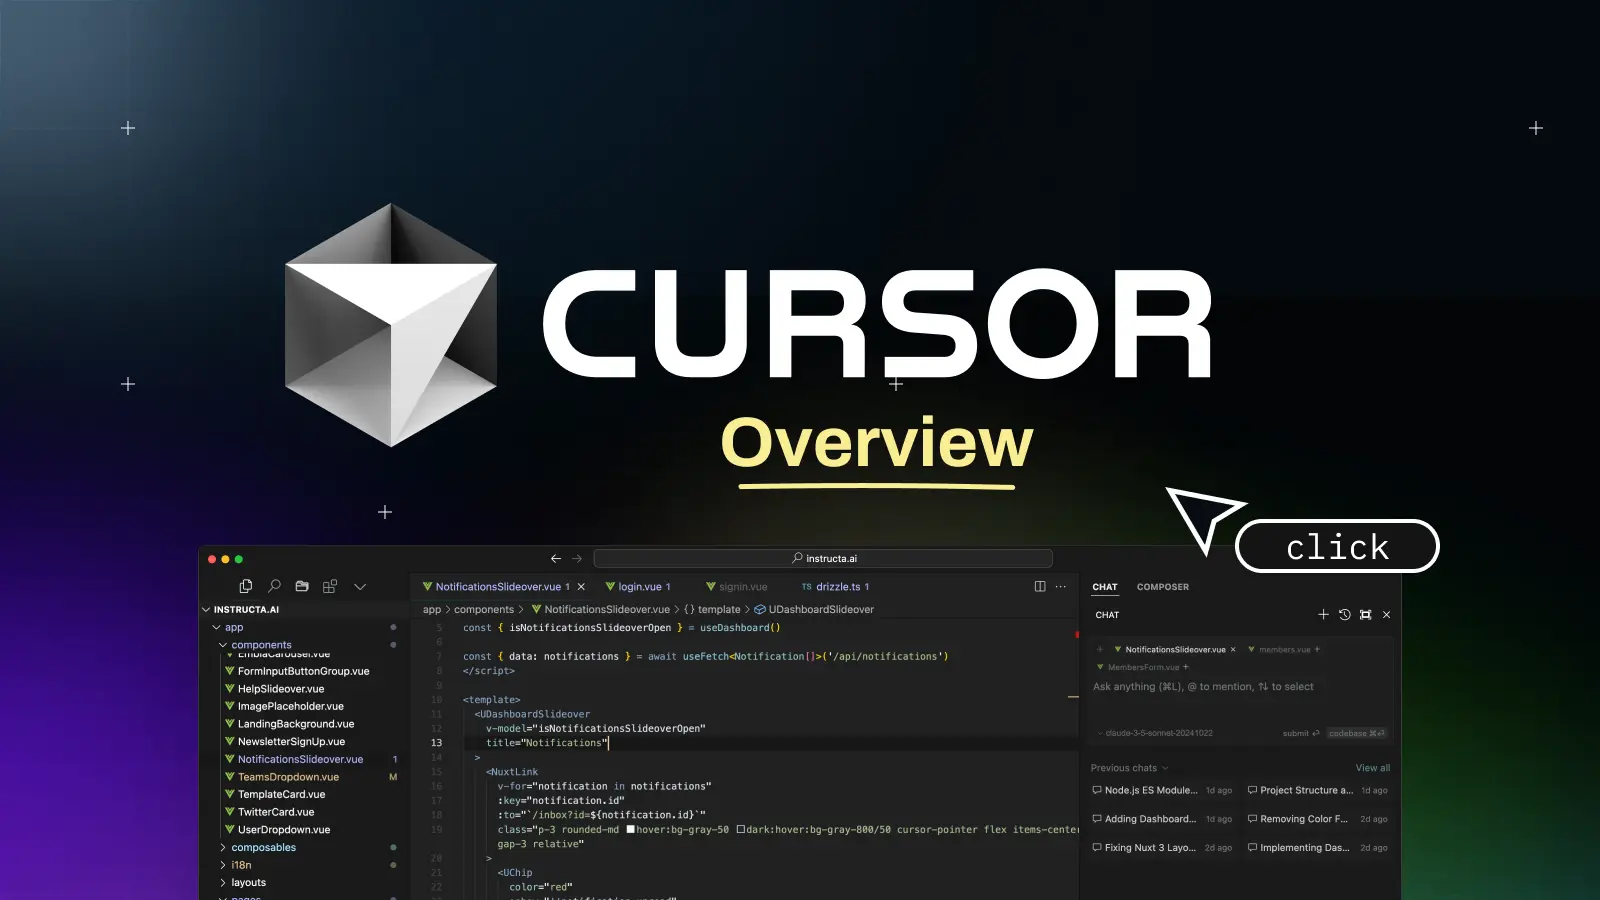 CURSOR
Overview
click
instructa.ai
NotificationsSlideover.vue 1
login.vue 1
signin.vue
TS drizzle.ts 1
CHAT COMPOSER
INSTRUCTA.AI
app > components > NotificationsSlideover.vue > {} template > UDashboardSlideover
CHAT
app
components
EmblaCarousel.vue
FormInputButtonGroup.vue
HelpSlideover.vue
ImagePlaceholder.vue
LandingBackground.vue
NewsletterSignUp.vue
NotificationsSlideover.vue 1
TeamsDropdown.vue M
TemplateCard.vue
TwitterCard.vue
UserDropdown.vue
composables
i18n
layouts
pages
5 const { isNotificationsSlideoverOpen } = useDashboard()
6
7 const { data: notifications } = await useFetch<Notification[]>('/api/notifications')
8 </script>
9
10 <template>
11 <UDashboardSlideover
12 v-model="isNotificationsSlideoverOpen"
13 title="Notifications"
14 >
15 <NuxtLink
16 v-for="notification in notifications"
17 :key="notification.id"
18 :to="`/inbox?id=${notification.id}`"
19 class="p-3 rounded-md hover:bg-gray-50 dark:hover:bg-gray-800/50 cursor-pointer flex items-center
gap-3 relative"
20 >
21 <UChip
22 color="red"
NotificationsSlideover.vue × members.vue +
MembersForm.vue +
Ask anything (⌘L), @ to mention, ⇅ to select
claude-3-5-sonnet-20241022 submit ⏎ codebase ⌘⏎
Previous chats View all
Node.js ES Module... 1d ago
Project Structure a... 1d ago
Adding Dashboard... 1d ago
Removing Color F... 2d ago
Fixing Nuxt 3 Layo... 2d ago
Implementing Das... 2d ago